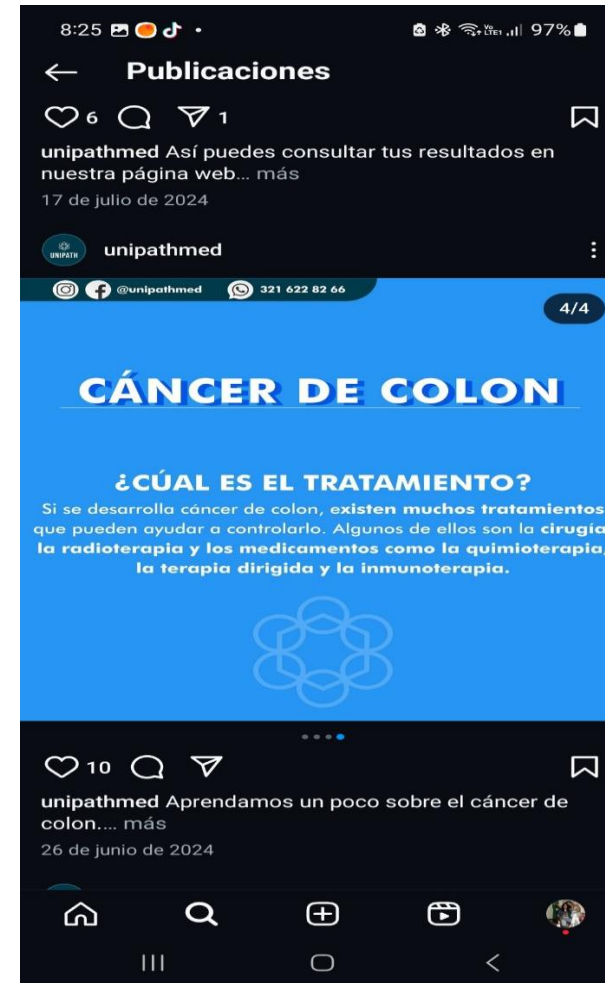 8:25 97%
Publicaciones
6 1
unipathmed Así puedes consultar tus resultados en
nuestra página web... más
17 de julio de 2024
UNIPATH unipathmed
@unipathmed 321 622 82 66
4/4
CÁNCER DE COLON
¿CÚAL ES EL TRATAMIENTO?
Si se desarrolla cáncer de colon, existen muchos tratamientos
que pueden ayudar a controlarlo. Algunos de ellos son la cirugía
la radioterapia y los medicamentos como la quimioterapia,
la terapia dirigida y la inmunoterapia.
10
unipathmed Aprendamos un poco sobre el cáncer de
colon.... más
26 de junio de 2024